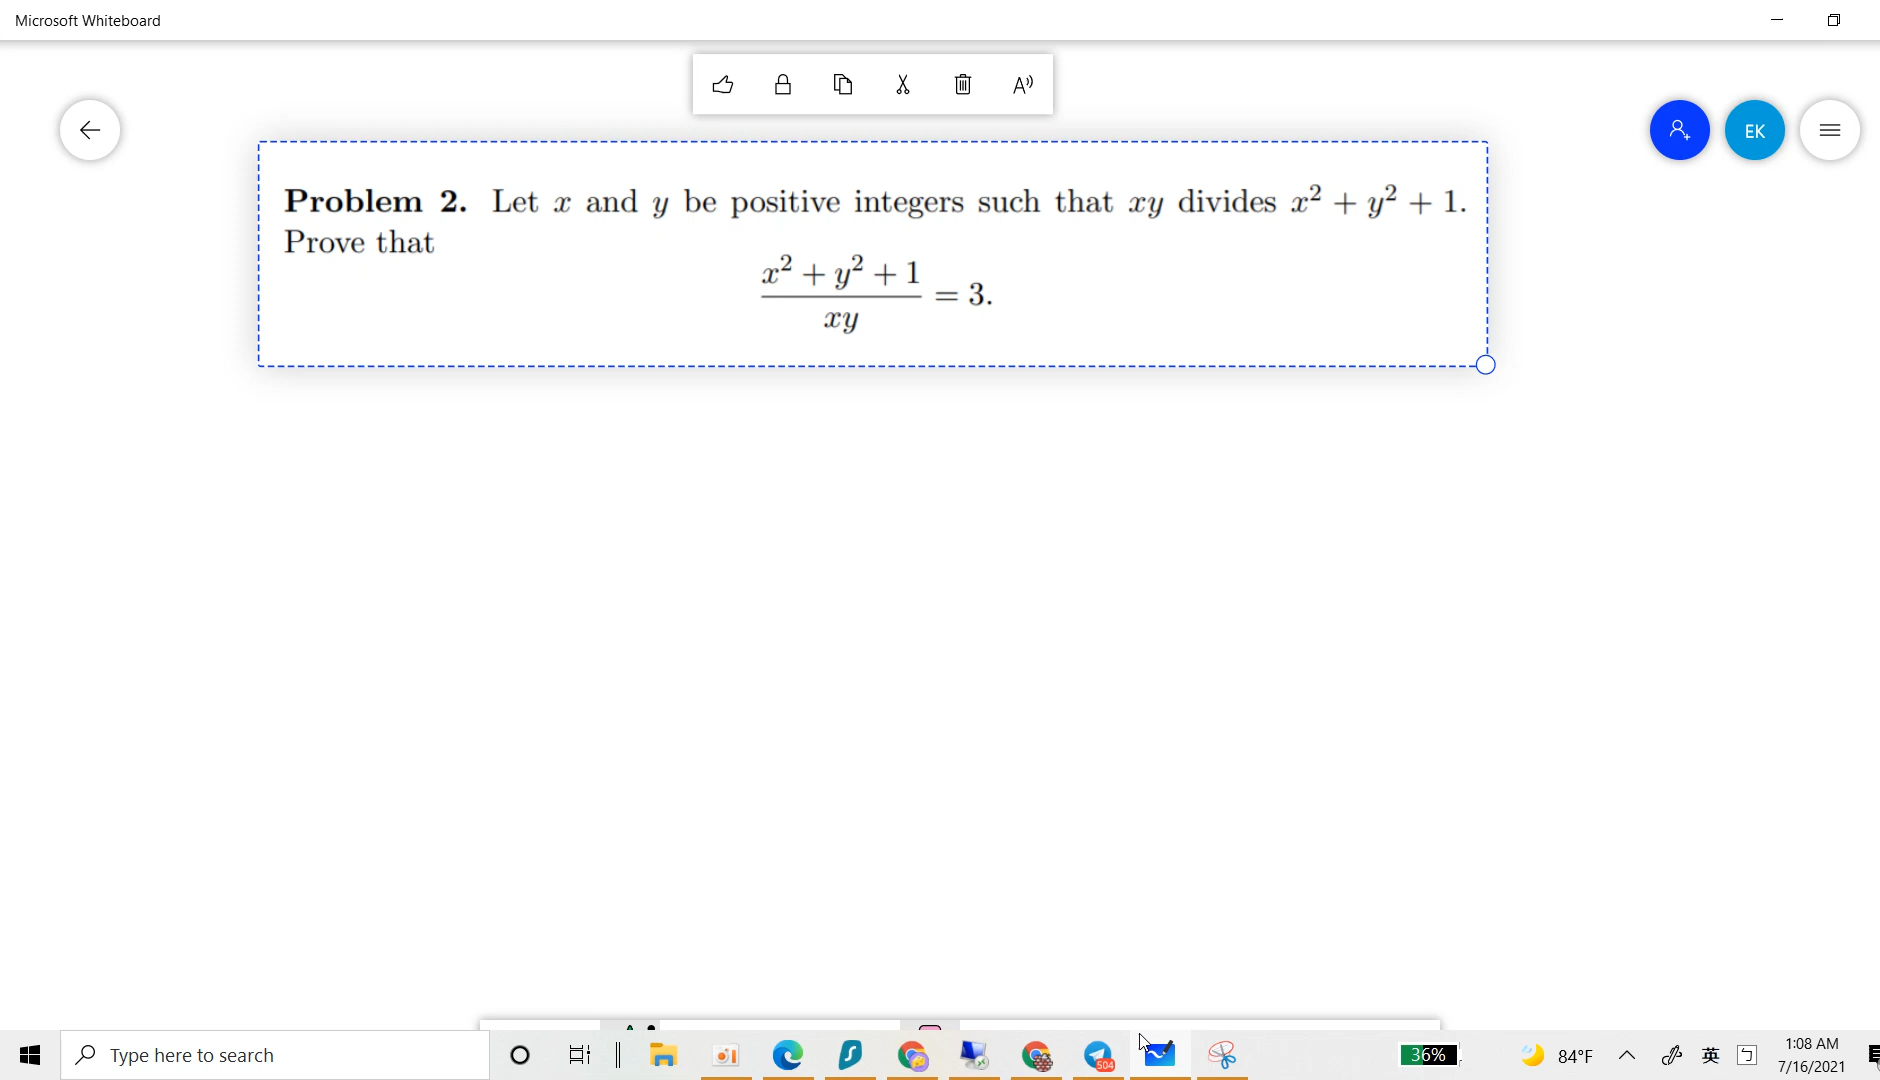 Microsoft Whiteboard
EK
Problem 2. Let x and y be positive integers such that xy divides x² + y² + 1.
Prove that
x² + y² + 1
= 3.
xy
Type here to search
504
36%
84°F
英
1:08 AM
7/16/2021